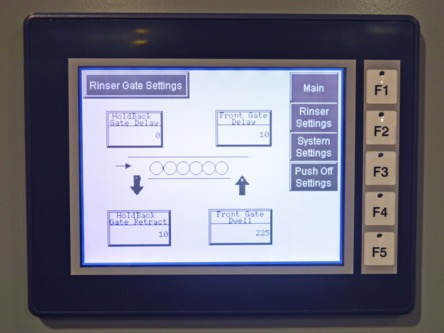 Rinser Gate Settings
Main
HoldBack
Gate Delay
0
Front Gate
Delay
10
Rinser
Settings
System
Settings
Push Off
Settings
HoldBack
Gate Retract
10
Front Gate
Dwell
225
F1
F2
F3
F4
F5